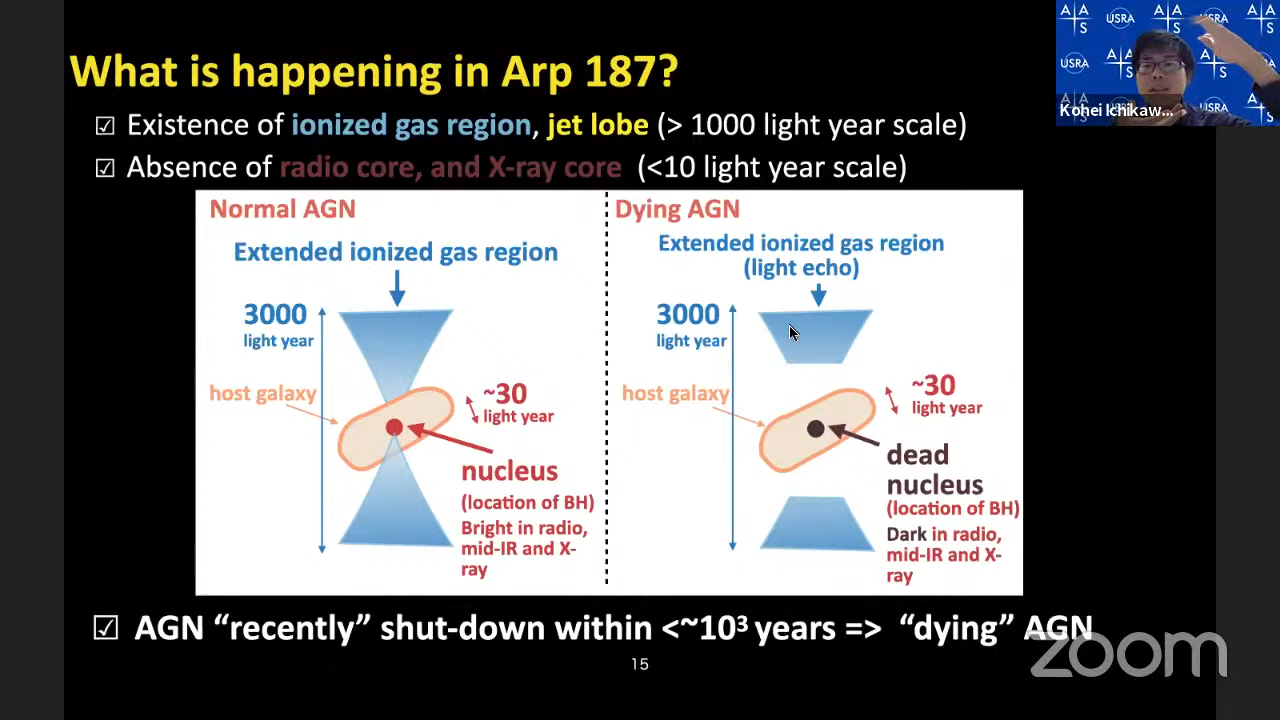 What is happening in Arp 187?
☑ Existence of ionized gas region, jet lobe (> 1000 light year scale)
☑ Absence of radio core, and X-ray core (<10 light year scale)
Normal AGN
Extended ionized gas region
3000
light year
host galaxy
~30
light year
nucleus
(location of BH)
Bright in radio,
mid-IR and X-
ray
Dying AGN
Extended ionized gas region
(light echo)
3000
light year
host galaxy
~30
light year
dead
nucleus
(location of BH)
Dark in radio,
mid-IR and X-
ray
☑ AGN “recently” shut-down within <~10³ years => “dying” AGN
15
zoom
Kohei Ichikaw...
A A S
USRA
A A S
USRA
A A S
USRA
A A S
USRA